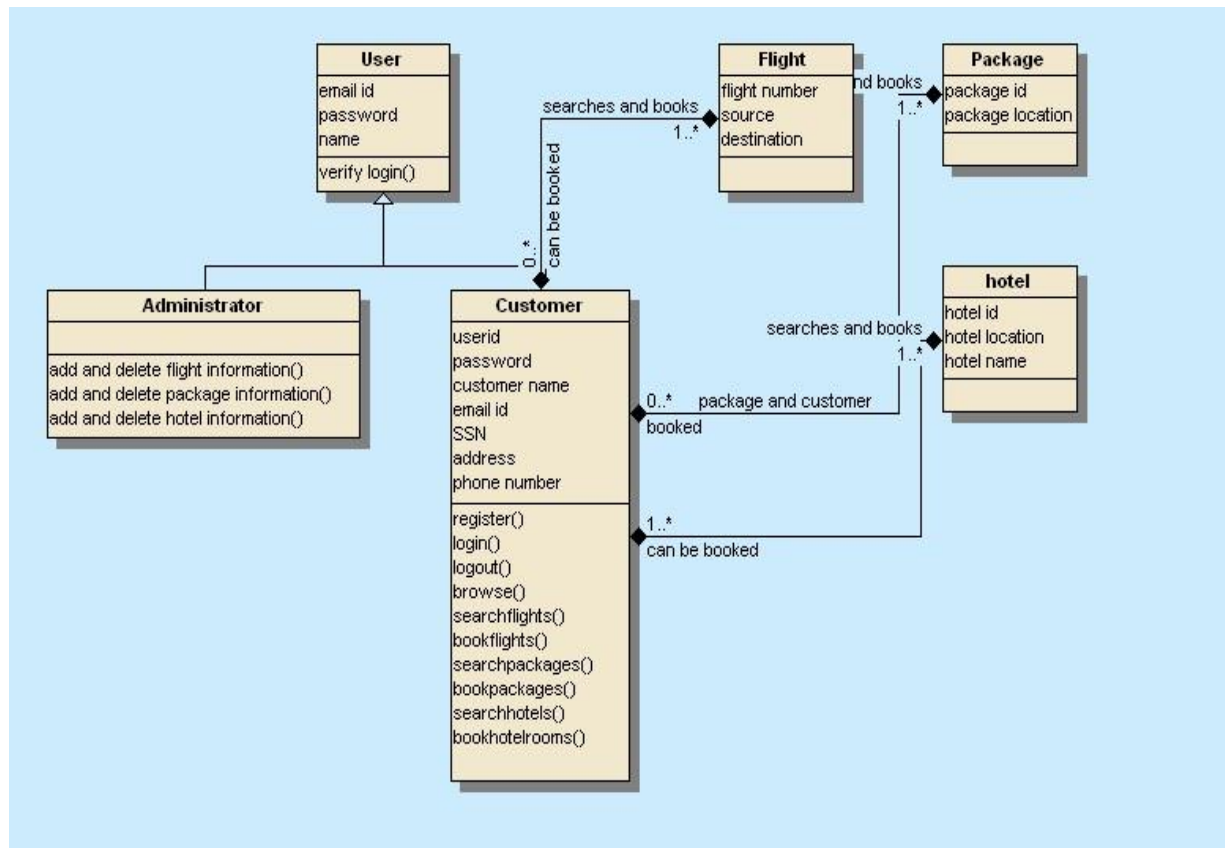 User
email id
password
name
verify login()
Flight
flight number
source
destination
Package
package id
package location
nd books
1..*
searches and books
1..*
can be booked
0..*
hotel
hotel id
hotel location
hotel name
searches and books
1..*
Administrator
add and delete flight information()
add and delete package information()
add and delete hotel information()
Customer
userid
password
customer name
email id
SSN
address
phone number
register()
login()
logout()
browse()
searchflights()
bookflights()
searchpackages()
bookpackages()
searchhotels()
bookhotelrooms()
0..*
package and customer
booked
1..*
can be booked